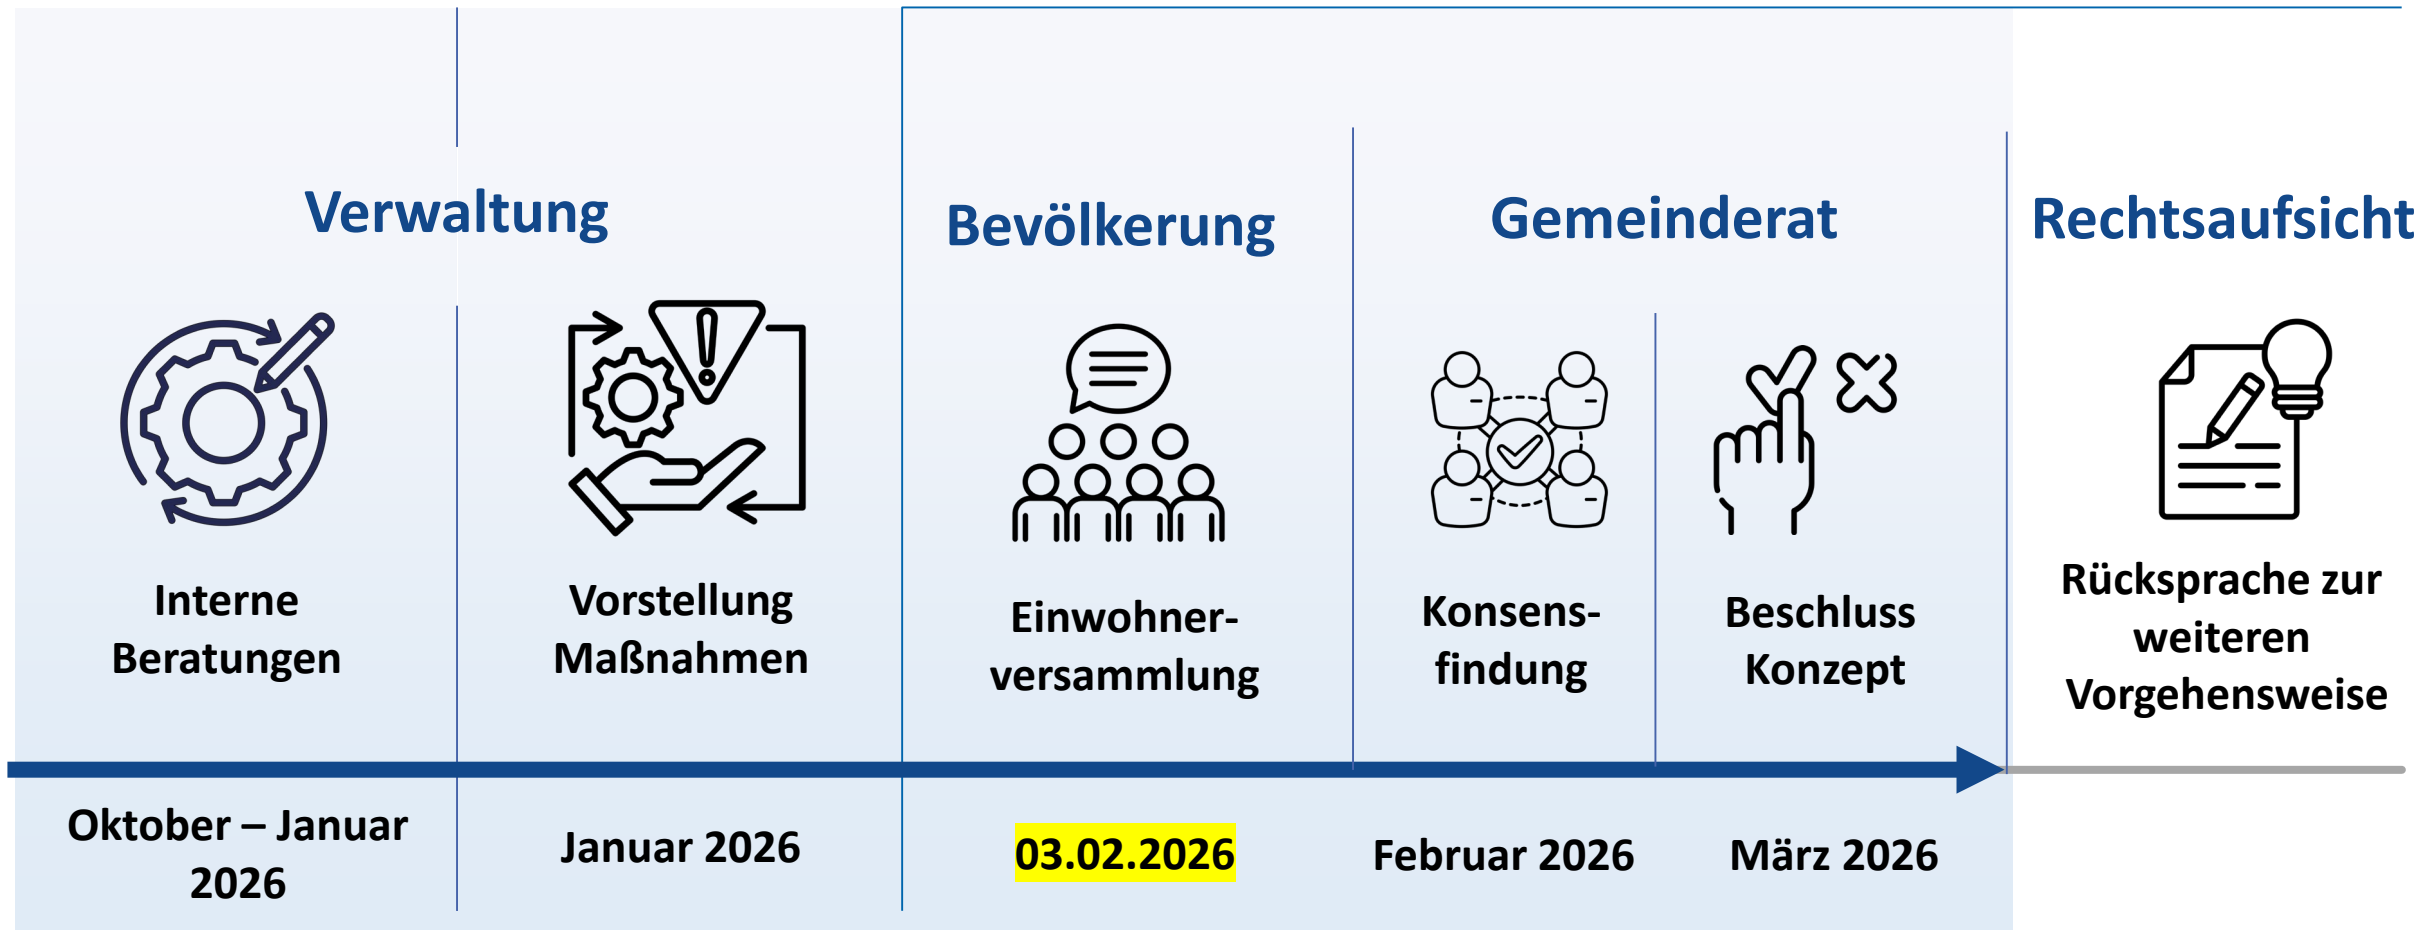 Verwaltung
Bevölkerung
Gemeinderat
Rechtsaufsicht
Interne
Beratungen
Vorstellung
Maßnahmen
Einwohner-
versammlung
Konsens-
findung
Beschluss
Konzept
Rücksprache zur
weiteren
Vorgehensweise
Oktober – Januar
2026
Januar 2026
03.02.2026
Februar 2026
März 2026